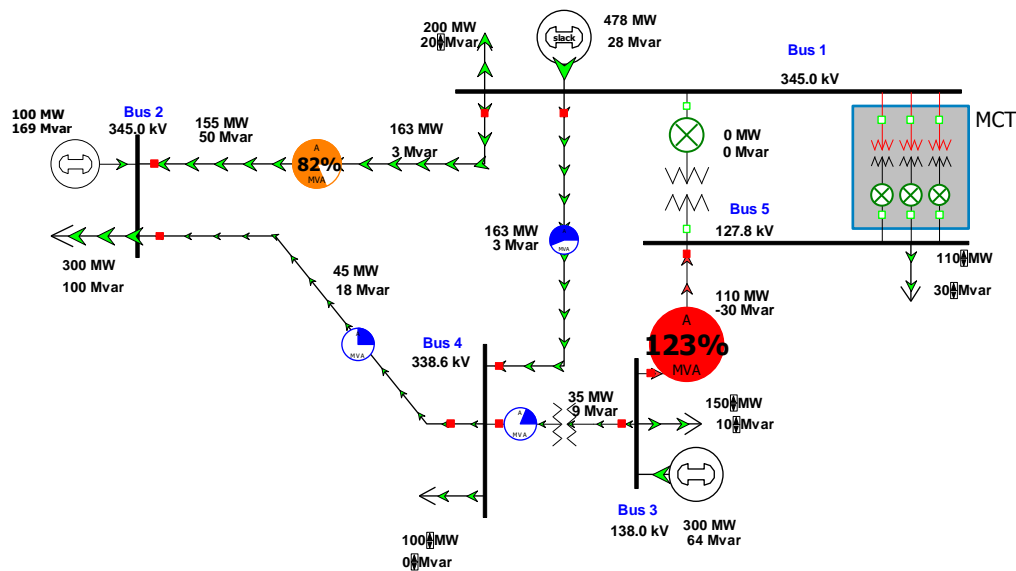 200 MW
20 Mvar
slack
478 MW
28 Mvar
Bus 1
345.0 kV
MCT
100 MW
169 Mvar
Bus 2
345.0 kV
155 MW
50 Mvar
A
82%
MVA
163 MW
3 Mvar
0 MW
0 Mvar
Bus 5
127.8 kV
163 MW
3 Mvar
A
MVA
110 MW
30 Mvar
300 MW
100 Mvar
45 MW
18 Mvar
A
MVA
110 MW
-30 Mvar
A
123%
MVA
Bus 4
338.6 kV
35 MW
9 Mvar
A
MVA
150 MW
10 Mvar
Bus 3
138.0 kV
300 MW
64 Mvar
100 MW
0 Mvar